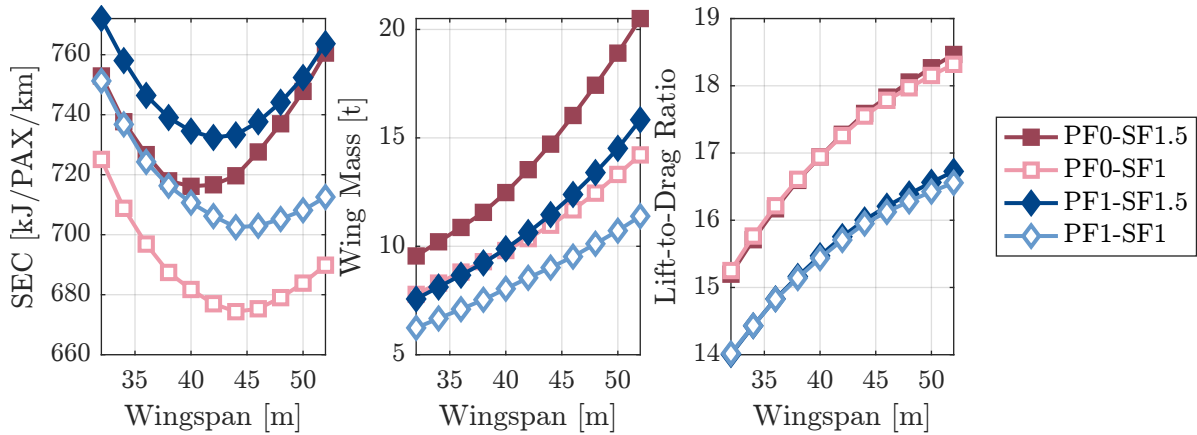 SEC [kJ/PAX/km]
760
740
720
700
680
660
35
40
45
50
Wingspan [m]
Wing Mass [t]
20
15
10
5
35
40
45
50
Wingspan [m]
Lift-to-Drag Ratio
19
18
17
16
15
14
35
40
45
50
Wingspan [m]
PF0-SF1.5
PF0-SF1
PF1-SF1.5
PF1-SF1